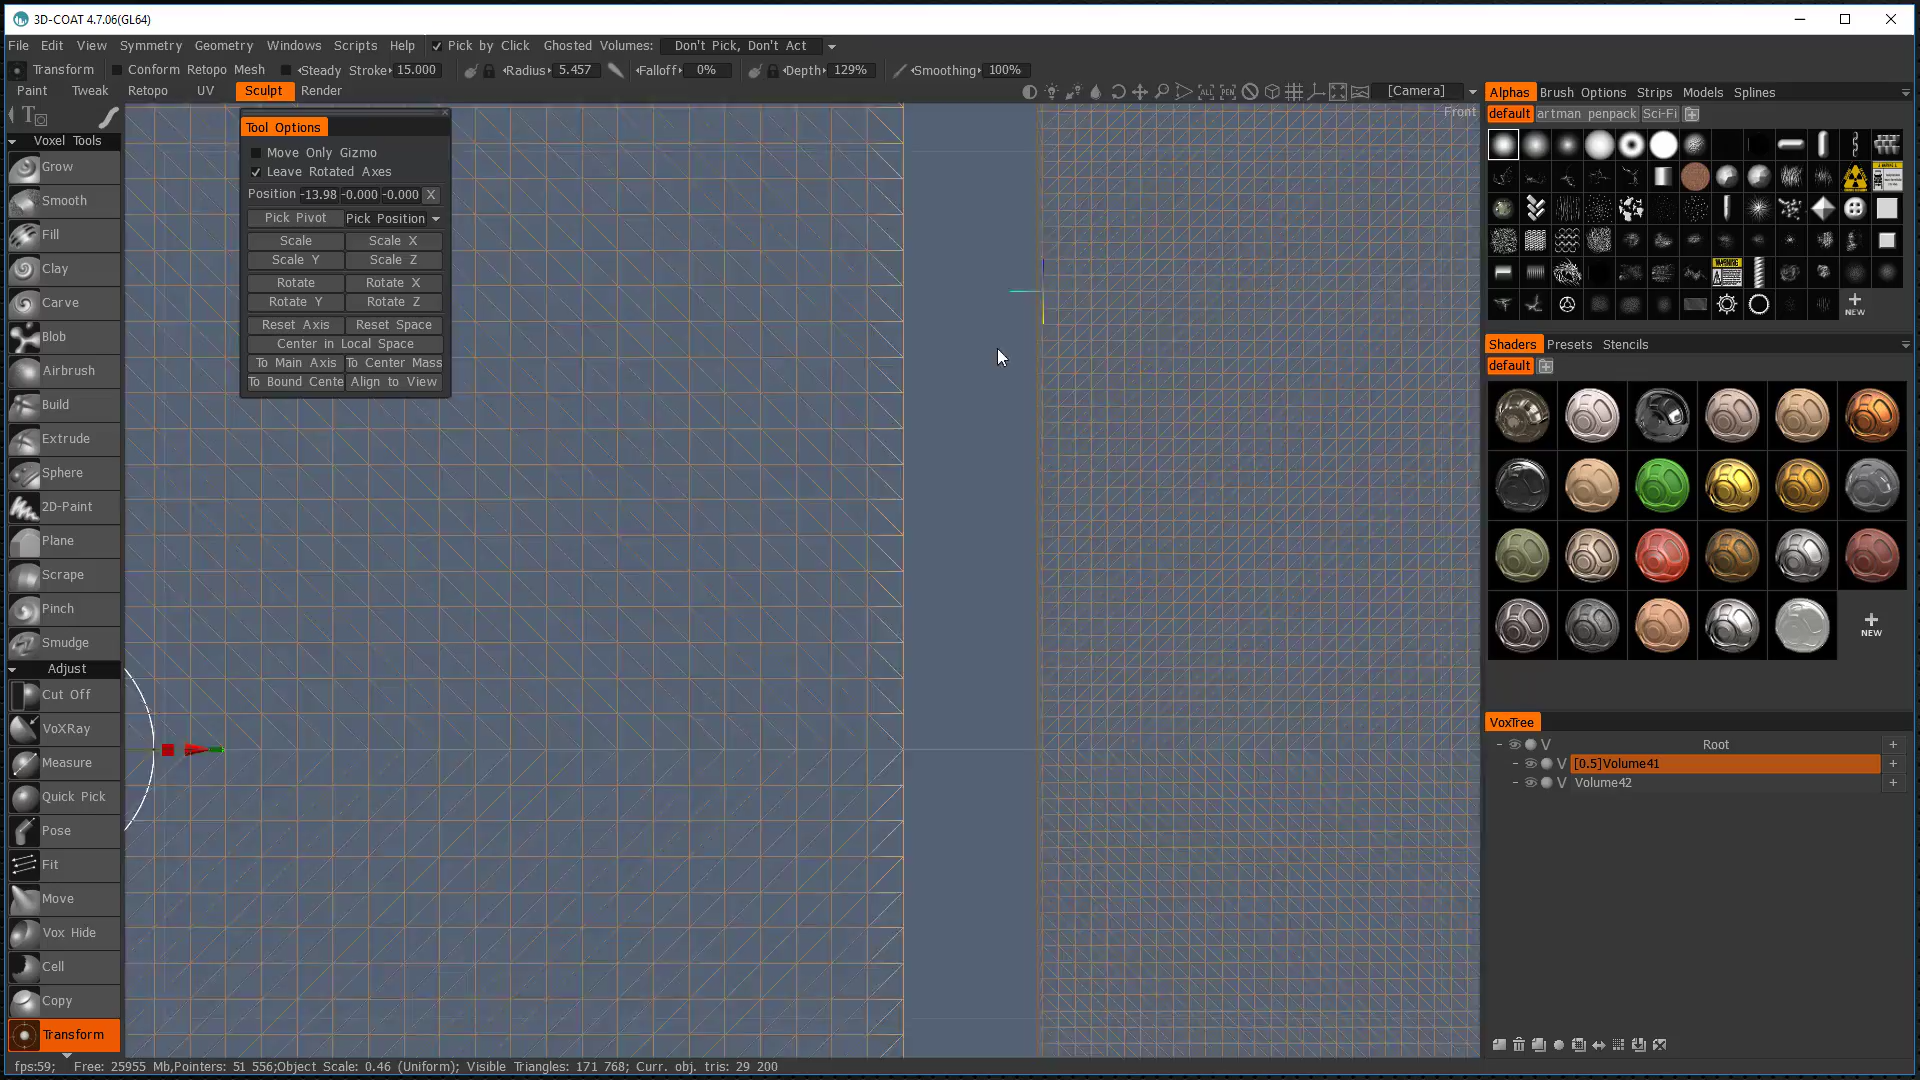 3D-COAT 4.7.06(GL64)
File Edit View Symmetry Geometry Windows Scripts Help Pick by Click Ghosted Volumes: Don't Pick, Don't Act
Transform Conform Retopo Mesh Steady Stroke 15.000 Radius 5.457 Falloff 0% Depth 129% Smoothing 100%
Paint Tweak Retopo UV Sculpt Render [Camera]
Front
Voxel Tools
Grow
Smooth
Fill
Clay
Carve
Blob
Airbrush
Build
Extrude
Sphere
2D-Paint
Plane
Scrape
Pinch
Smudge
Adjust
Cut Off
VoXRay
Measure
Quick Pick
Pose
Fit
Move
Vox Hide
Cell
Copy
Transform
Tool Options
Move Only Gizmo
Leave Rotated Axes
Position -13.98 -0.000 -0.000 X
Pick Pivot Pick Position
Scale Scale X
Scale Y Scale Z
Rotate Rotate X
Rotate Y Rotate Z
Reset Axis Reset Space
Center in Local Space
To Main Axis To Center Mass
To Bound Cente Align to View
Alphas Brush Options Strips Models Splines
default artman penpack Sci-Fi
NEW
Shaders Presets Stencils
default
NEW
VoxTree
V Root
V [0.5]Volume41
V Volume42
fps:59; Free: 25955 Mb,Pointers: 51 556;Object Scale: 0.46 (Uniform); Visible Triangles: 171 768; Curr. obj. tris: 29 200